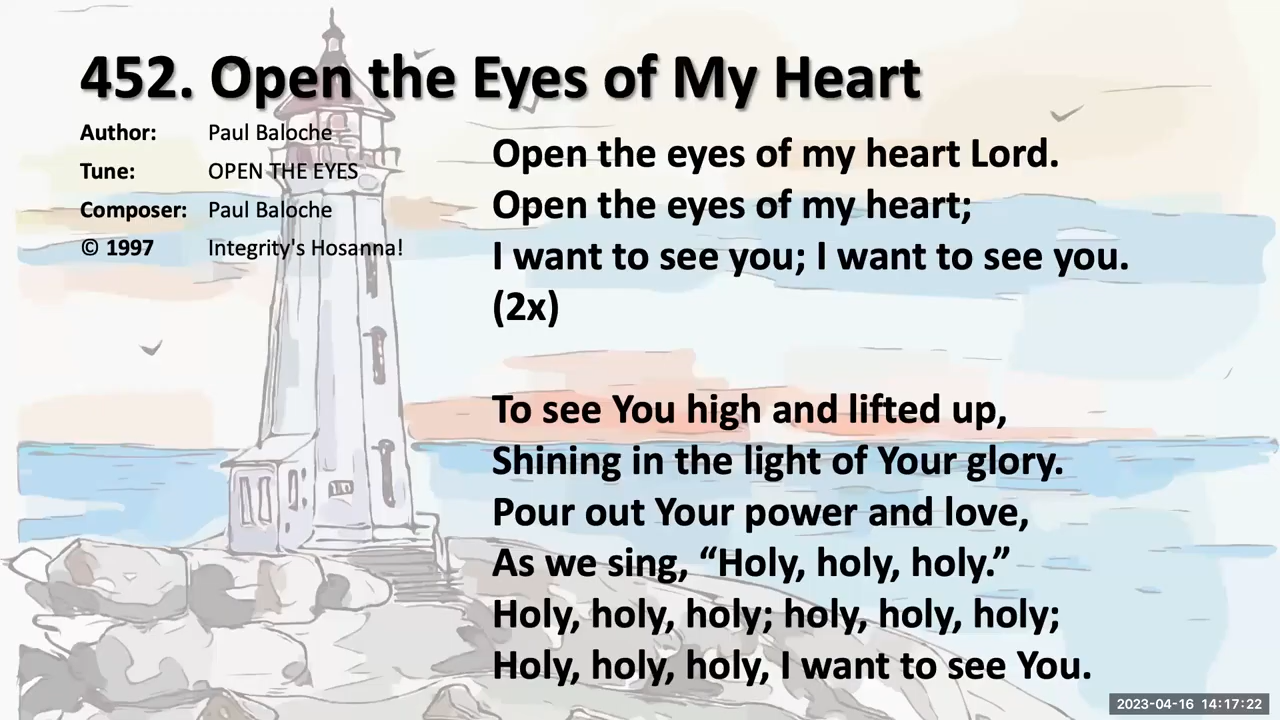 452. Open the Eyes of My Heart
Author: Paul Baloche
Tune: OPEN THE EYES
Composer: Paul Baloche
© 1997 Integrity's Hosanna!
Open the eyes of my heart Lord.
Open the eyes of my heart;
I want to see you; I want to see you.
(2x)
To see You high and lifted up,
Shining in the light of Your glory.
Pour out Your power and love,
As we sing, “Holy, holy, holy.”
Holy, holy, holy; holy, holy, holy;
Holy, holy, holy, I want to see You.
2023-04-16 14:17:22